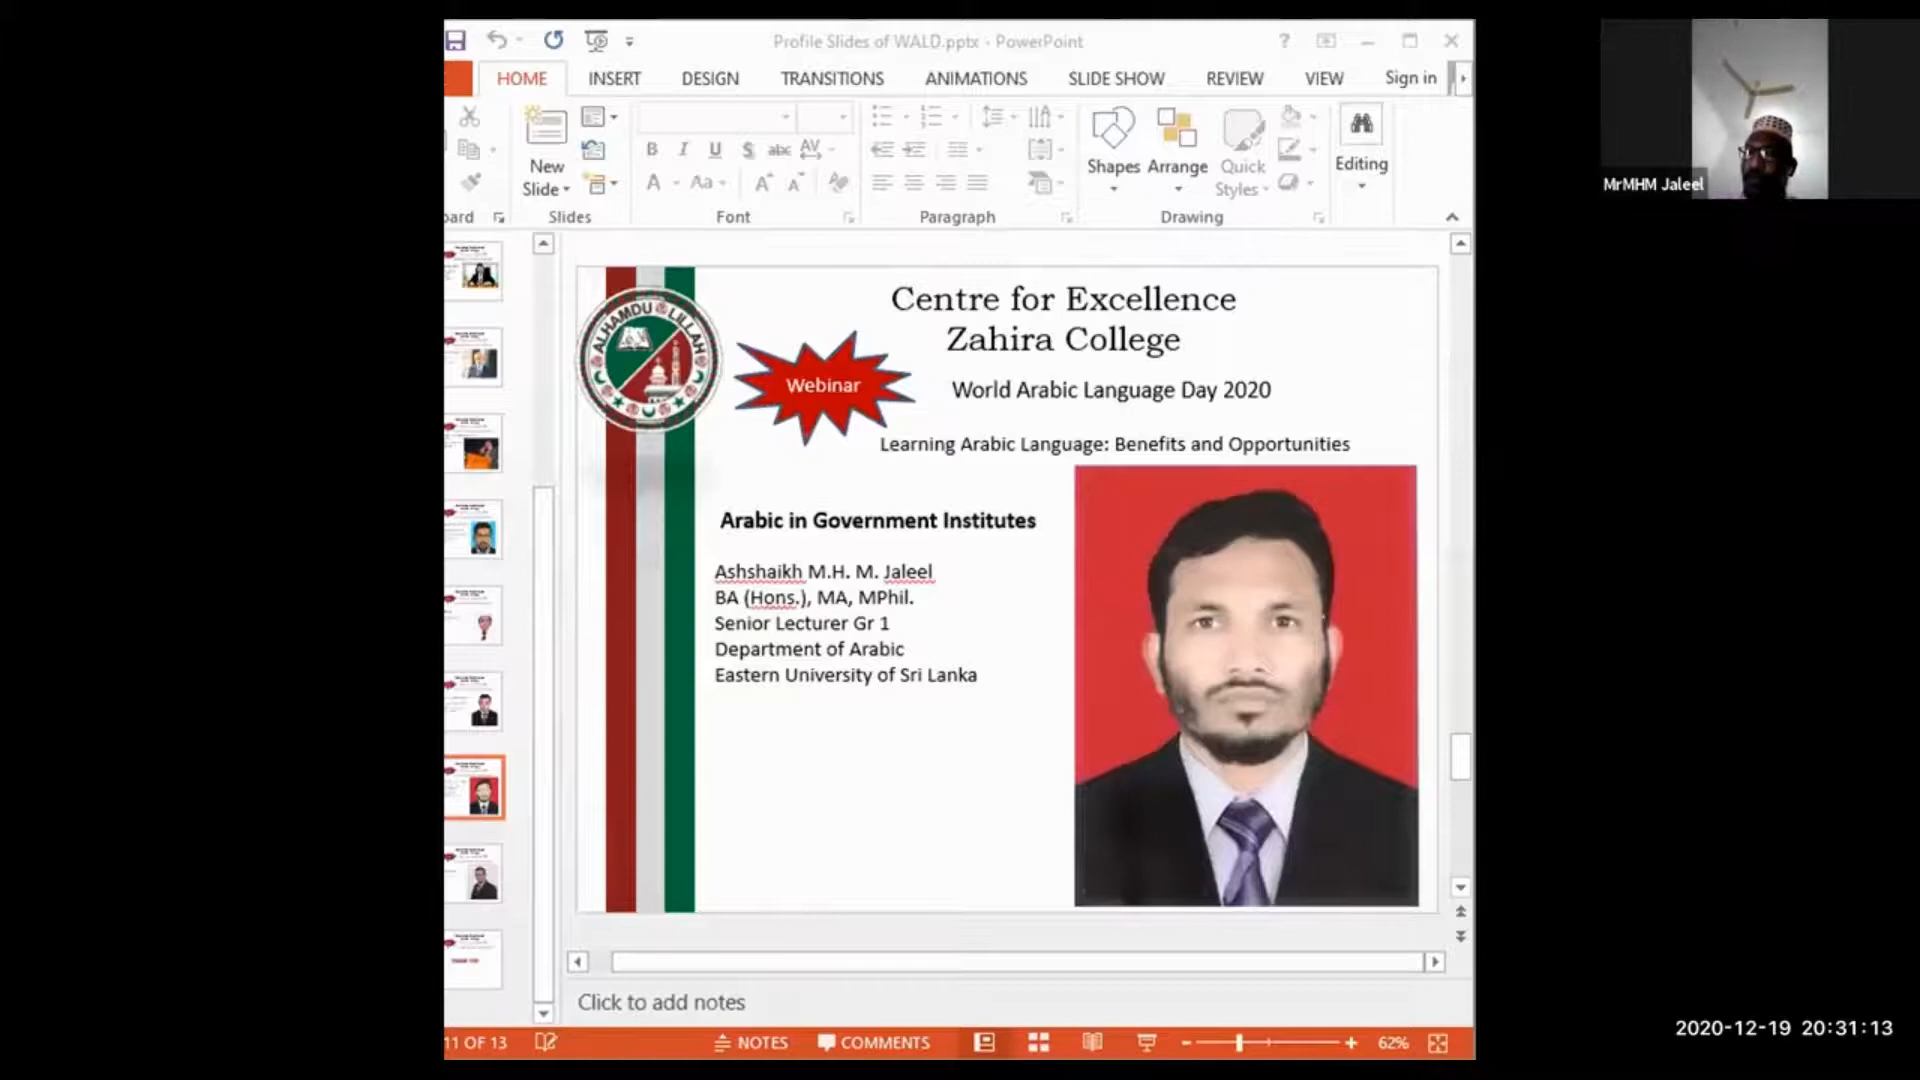 Profile Slides of WALD.pptx - PowerPoint
HOME INSERT DESIGN TRANSITIONS ANIMATIONS SLIDE SHOW REVIEW VIEW Sign in
New Slide
Shapes Arrange Quick Styles
Editing
oard Slides Font Paragraph Drawing
ALHAMDU LILLAH
Centre for Excellence
Zahira College
Webinar
World Arabic Language Day 2020
Learning Arabic Language: Benefits and Opportunities
Arabic in Government Institutes
Ashshaikh M.H. M. Jaleel
BA (Hons.), MA, MPhil.
Senior Lecturer Gr 1
Department of Arabic
Eastern University of Sri Lanka
Click to add notes
11 OF 13 NOTES COMMENTS 62%
MrMHM Jaleel
2020-12-19 20:31:13